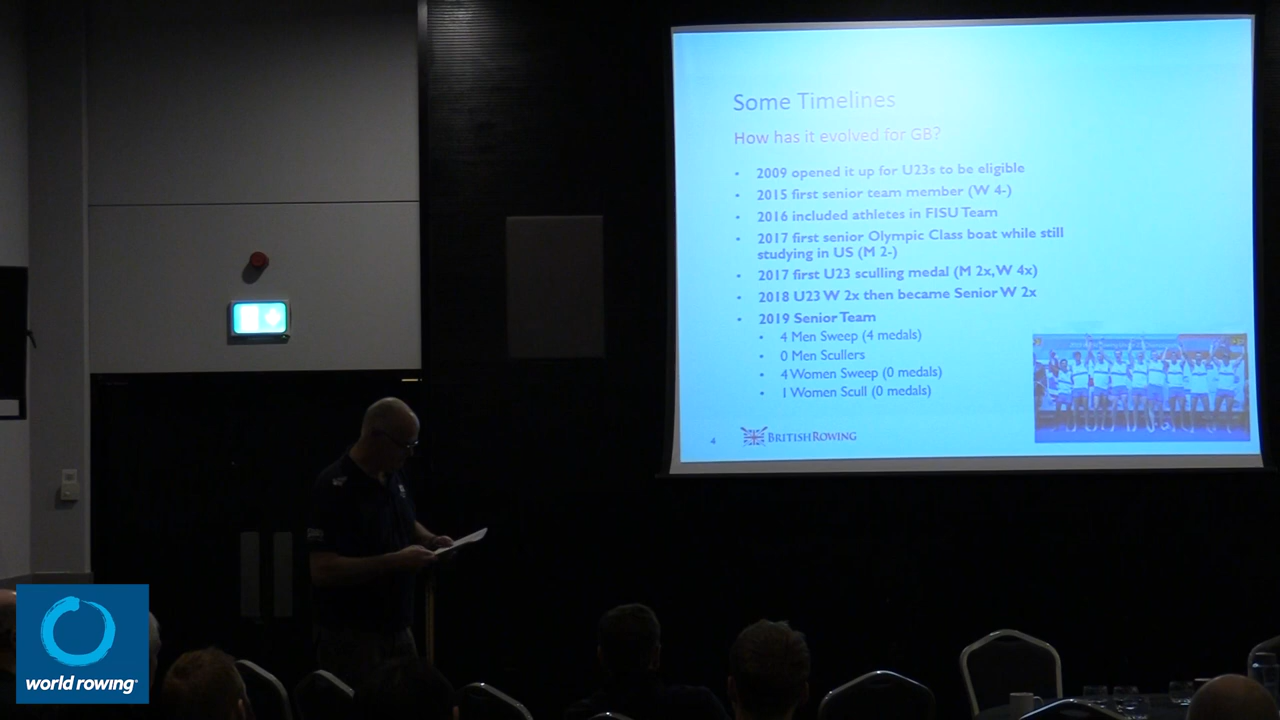 Some Timelines
How has it evolved for GB?
• 2009 opened it up for U23s to be eligible
• 2015 first senior team member (W 4-)
• 2016 included athletes in FISU Team
• 2017 first senior Olympic Class boat while still
studying in US (M 2-)
• 2017 first U23 sculling medal (M 2x, W 4x)
• 2018 U23 W 2x then became Senior W 2x
• 2019 Senior Team
• 4 Men Sweep (4 medals)
• 0 Men Scullers
• 4 Women Sweep (0 medals)
• 1 Women Scull (0 medals)
4
BRITISHROWING
world rowing